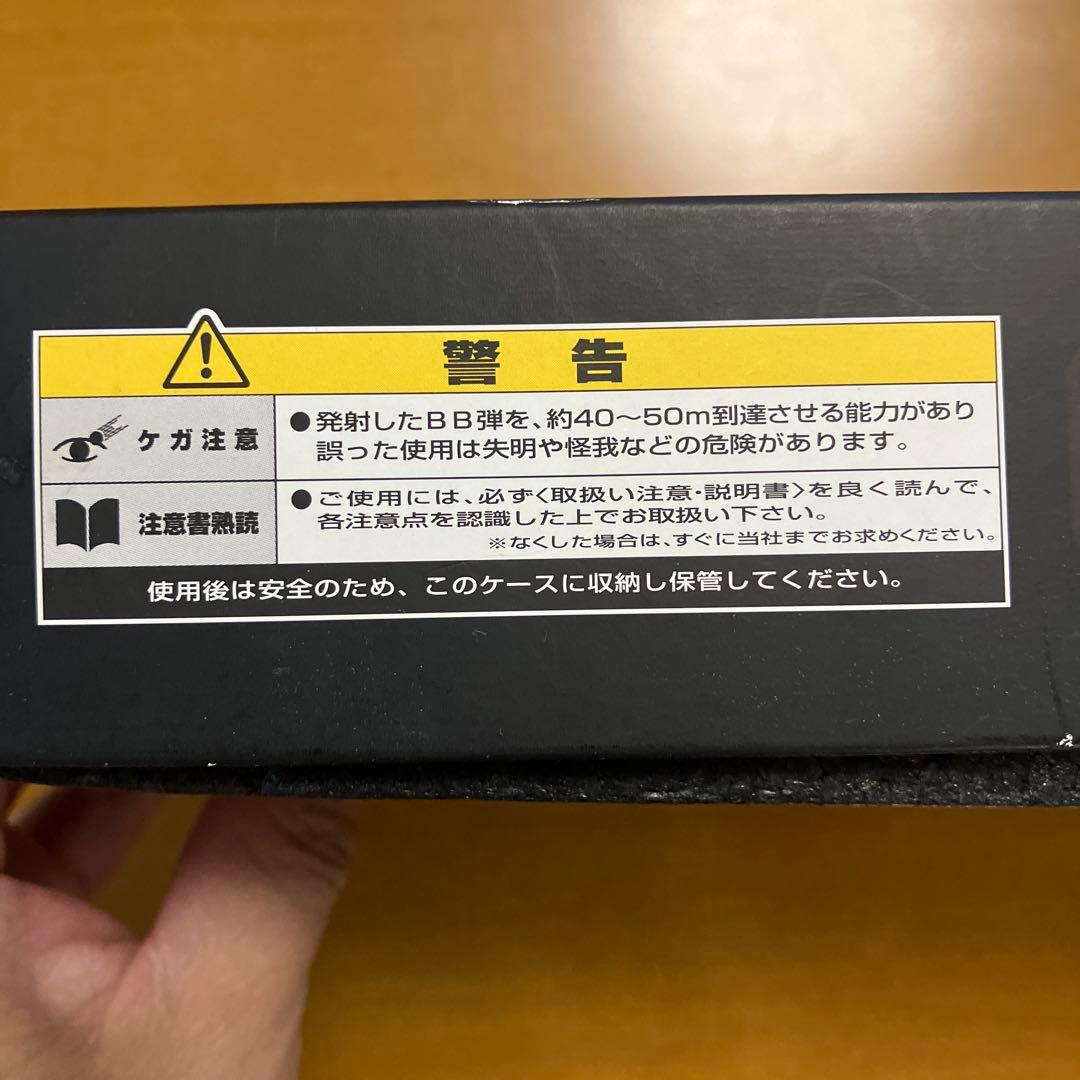 警告
ケガ注意
●発射したBB弾を、約40〜50m到達させる能力があり
誤った使用は失明や怪我などの危険があります。
注意書熟読
●ご使用には、必ず〈取扱い注意・説明書〉を良く読んで、
各注意点を認識した上でお取扱い下さい。
※なくした場合は、すぐに当社までお求めください。
使用後は安全のため、このケースに収納し保管してください。